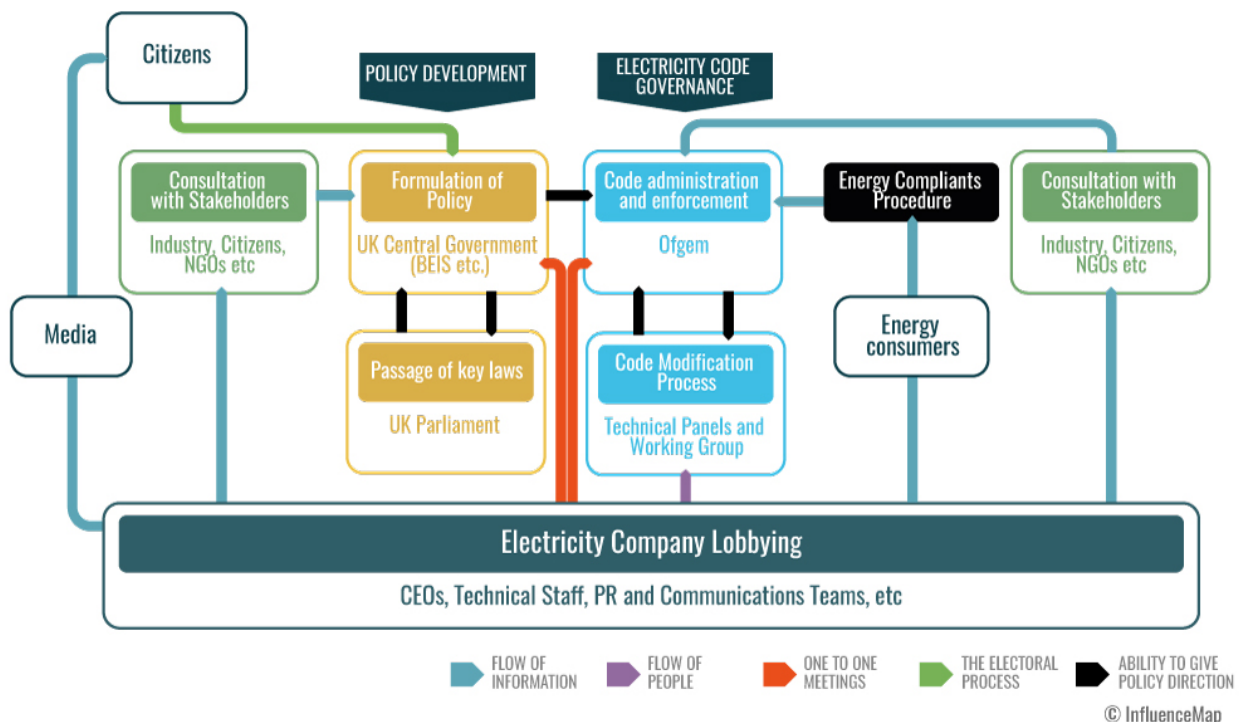 Citizens
POLICY DEVELOPMENT
ELECTRICITY CODE
GOVERNANCE
Consultation
with Stakeholders
Industry, Citizens,
NGOs etc
Formulation of
Policy
UK Central Government
(BEIS etc.)
Code administration
and enforcement
Ofgem
Energy Compliants
Procedure
Consultation with
Stakeholders
Industry, Citizens,
NGOs etc
Media
Passage of key laws
UK Parliament
Code Modification
Process
Technical Panels and
Working Group
Energy
consumers
Electricity Company Lobbying
CEOs, Technical Staff, PR and Communications Teams, etc
FLOW OF
INFORMATION
FLOW OF
PEOPLE
ONE TO ONE
MEETINGS
THE ELECTORAL
PROCESS
ABILITY TO GIVE
POLICY DIRECTION
© InfluenceMap